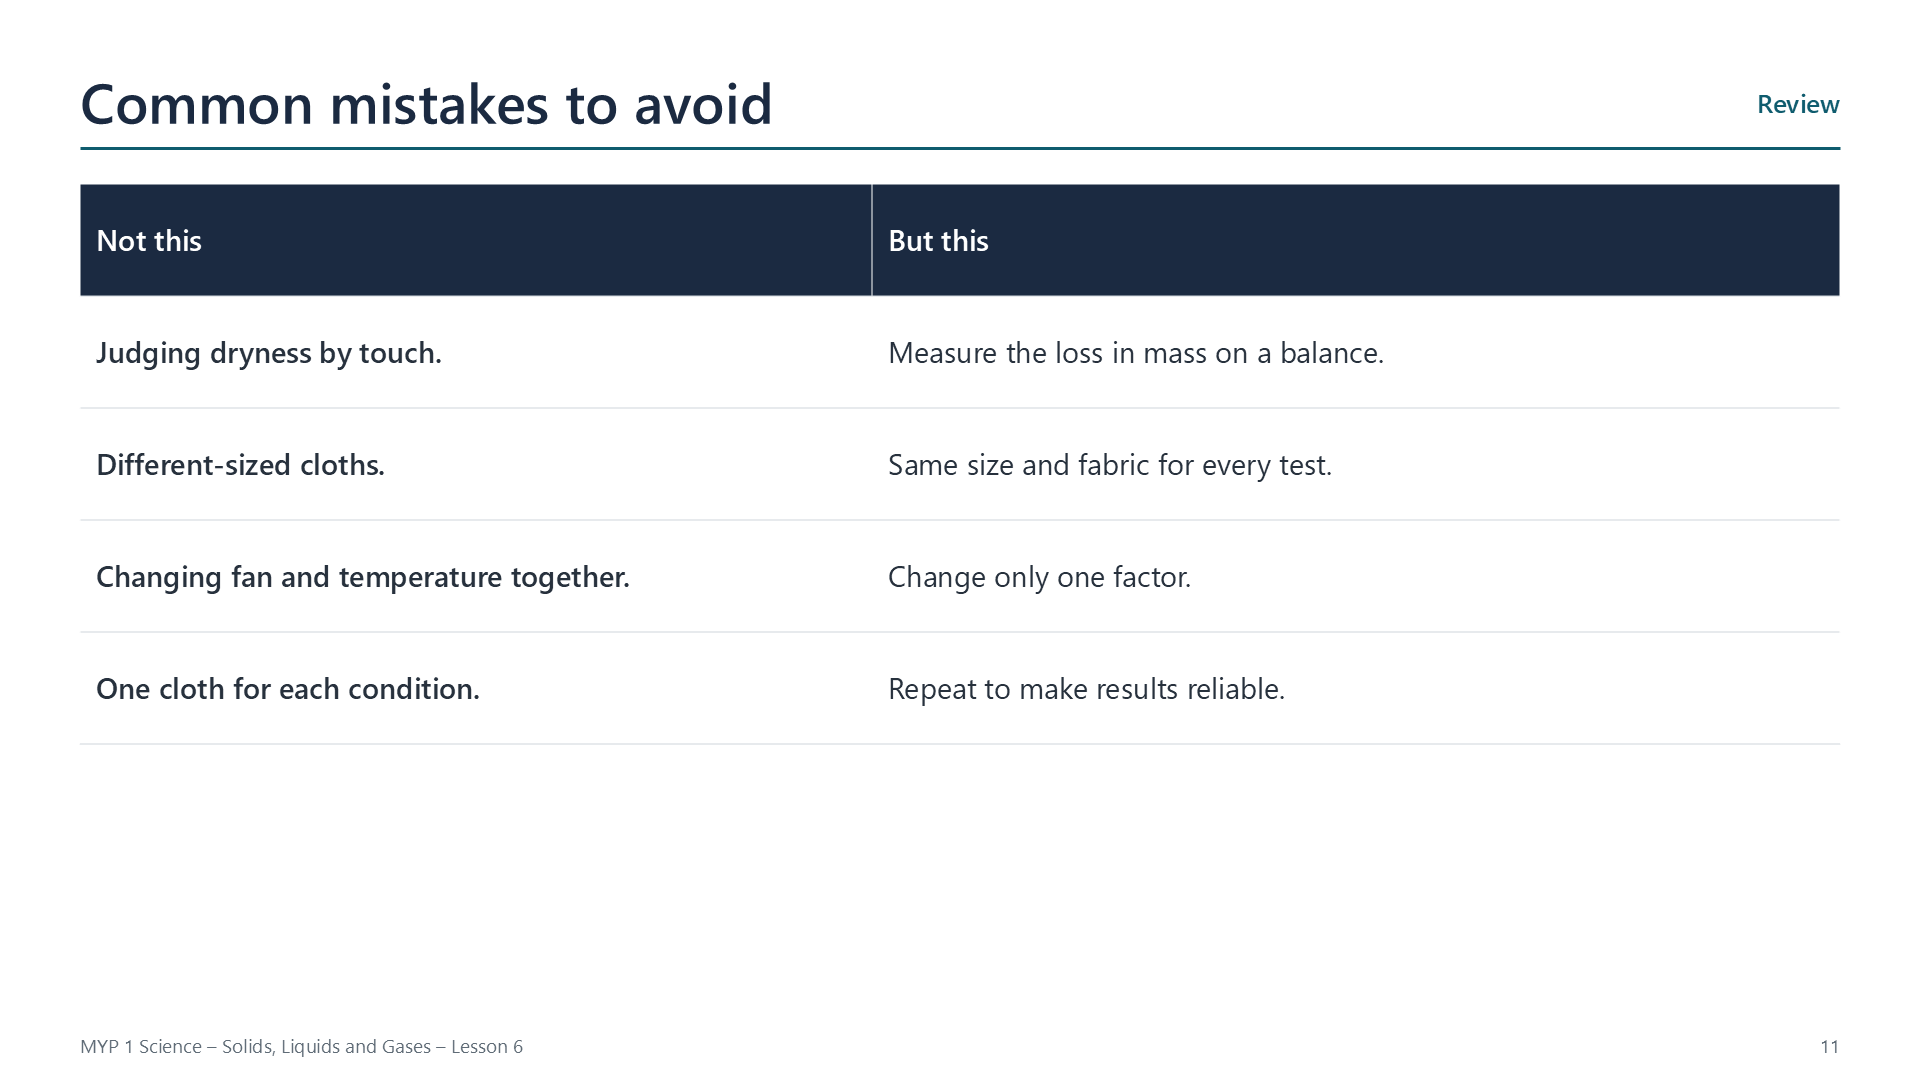 Common mistakes to avoid
Review
Not this
But this
Judging dryness by touch.
Measure the loss in mass on a balance.
Different-sized cloths.
Same size and fabric for every test.
Changing fan and temperature together.
Change only one factor.
One cloth for each condition.
Repeat to make results reliable.
MYP 1 Science – Solids, Liquids and Gases – Lesson 6
11